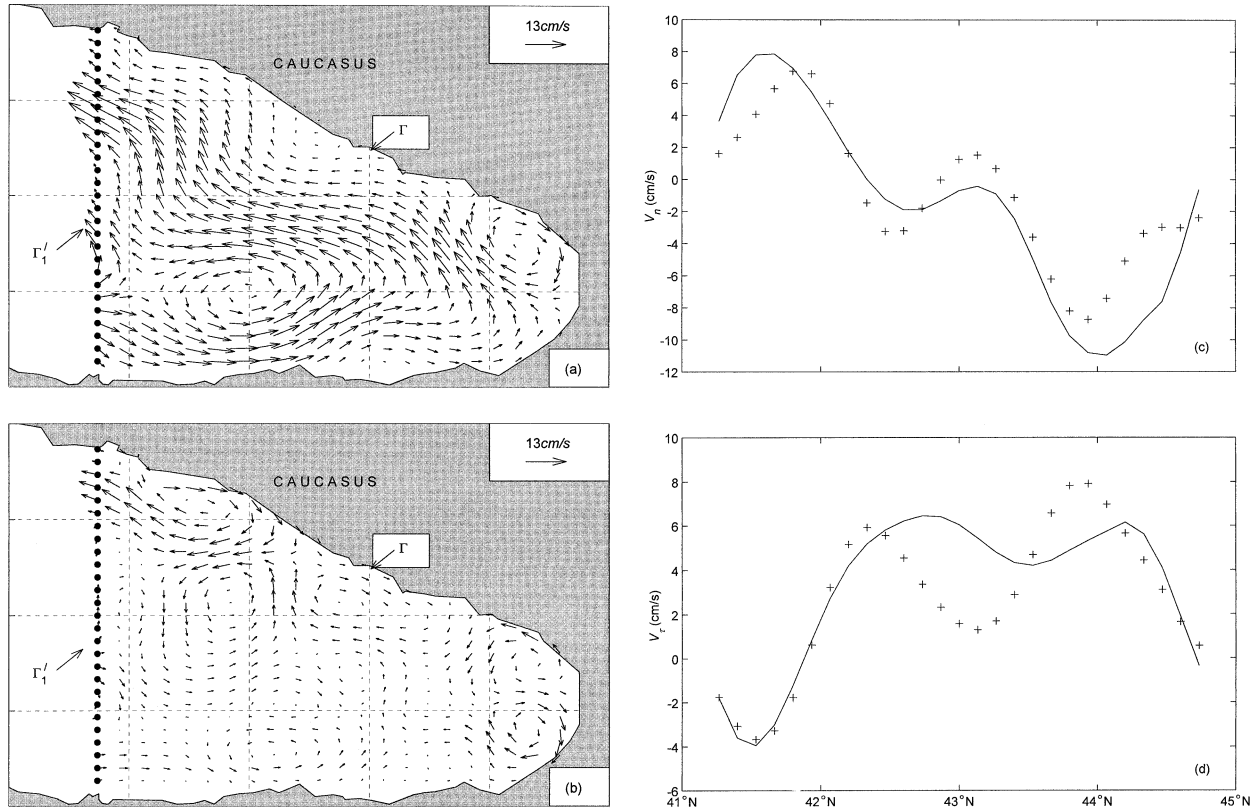 13cm/s
CAUCASUS
Γ
Γ′1
(a)
13cm/s
CAUCASUS
Γ
Γ′1
(b)
10
8
6
4
2
0
-2
-4
-6
-8
-10
-12
Vn (cm/s)
(c)
10
8
6
4
2
0
-2
-4
-6
Vτ (cm/s)
(d)
41°N 42°N 43°N 44°N 45°N